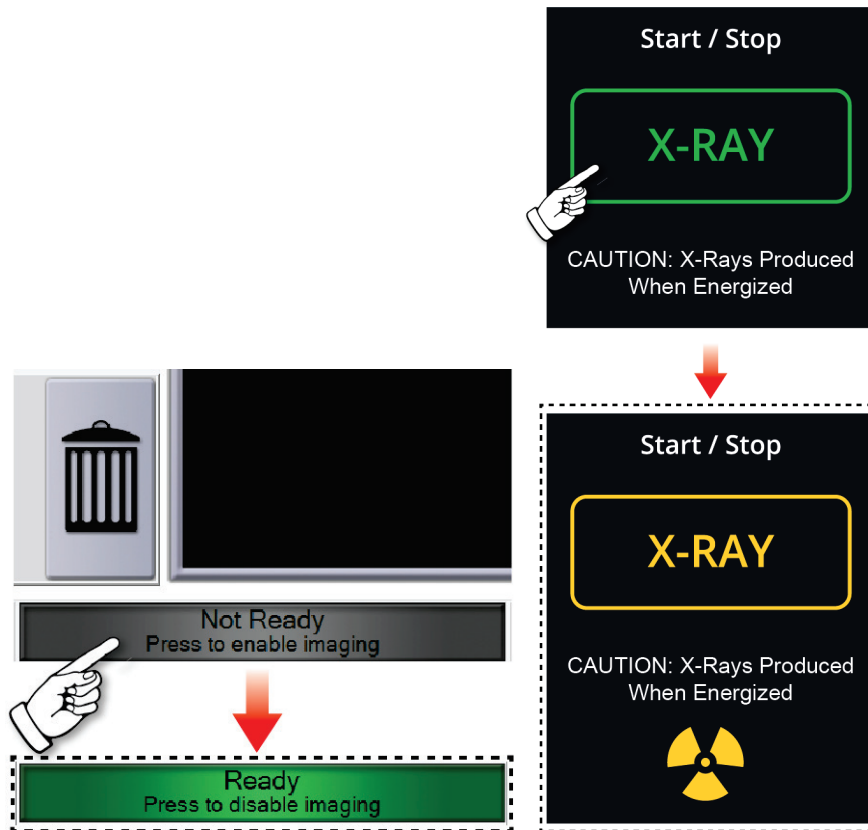 Start / Stop
X-RAY
CAUTION: X-Rays Produced
When Energized
Not Ready
Press to enable imaging
Ready
Press to disable imaging
Start / Stop
X-RAY
CAUTION: X-Rays Produced
When Energized